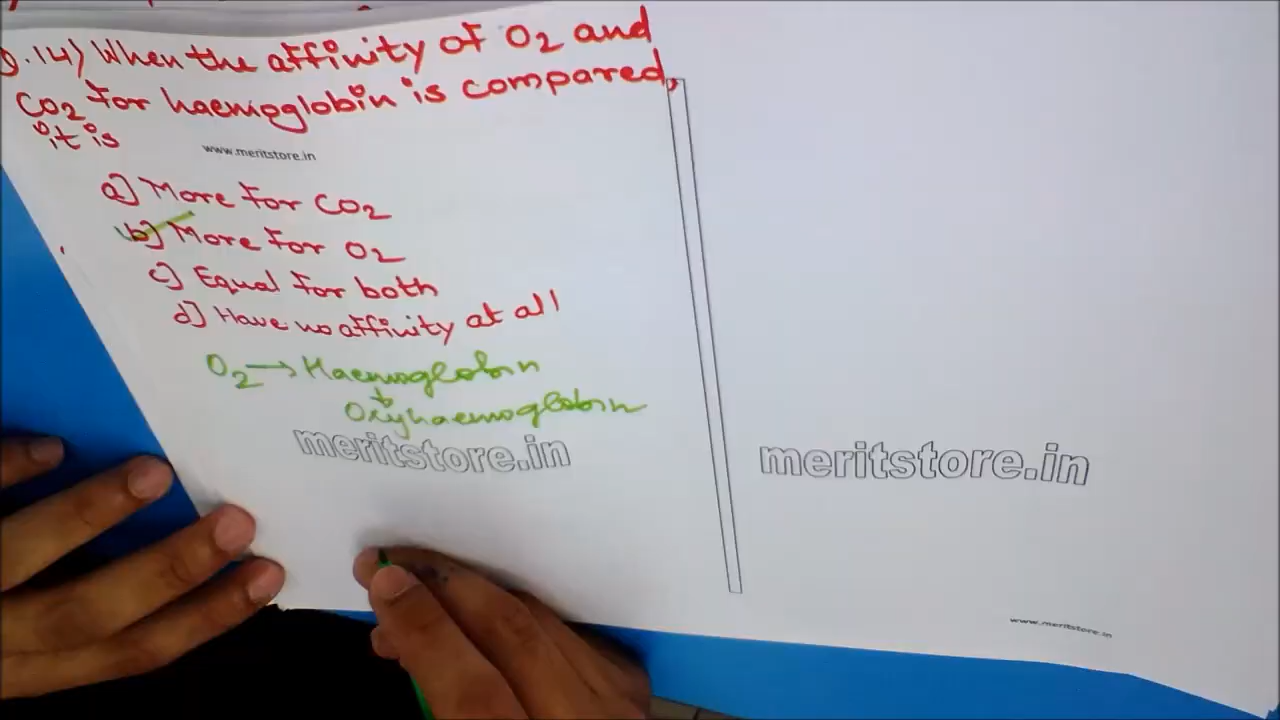 Q.14) When the affinity of O2 and
CO2 for haemoglobin is compared,
it is
www.meritstore.in
a) More for CO2
b) More for O2
c) Equal for both
d) Have no affinity at all
O2 → Haemoglobin
↓
Oxyhaemoglobin
meritstore.in
meritstore.in
www.meritstore.in